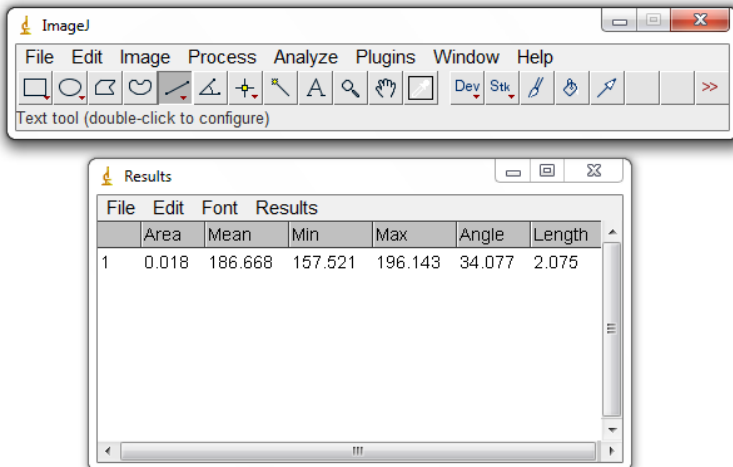 ImageJ
File Edit Image Process Analyze Plugins Window Help
A Dev Stk >>
Text tool (double-click to configure)
Results
File Edit Font Results
Area Mean Min Max Angle Length
1 0.018 186.668 157.521 196.143 34.077 2.075